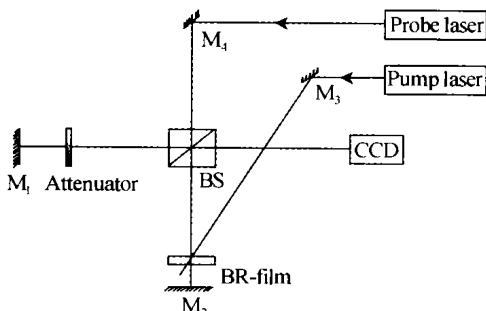 Probe laser
M₄
Pump laser
M₃
CCD
BS
M₁
Attenuator
BR-film
M₂